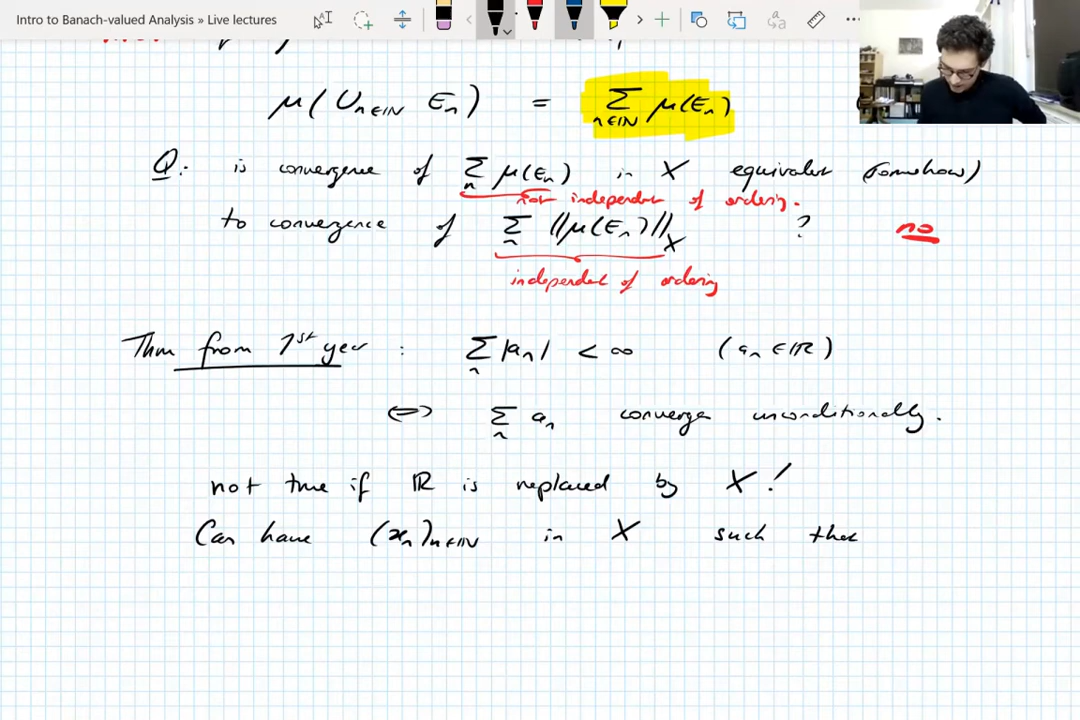 Intro to Banach-valued Analysis » Live lectures
μ( ∪n∈ℕ En ) = Σn∈ℕ μ(En)
Q: is convergence of Σn μ(En) in X equivalent (somehow)
not independent of ordering.
to convergence of Σn ||μ(En)||X ? no
independent of ordering
Thm from 1st year : Σn |an| < ∞ (an ∈ ℝ)
⇔ Σn an converges unconditionally.
not true if ℝ is replaced by X!
Can have (xn)n∈ℕ in X such that